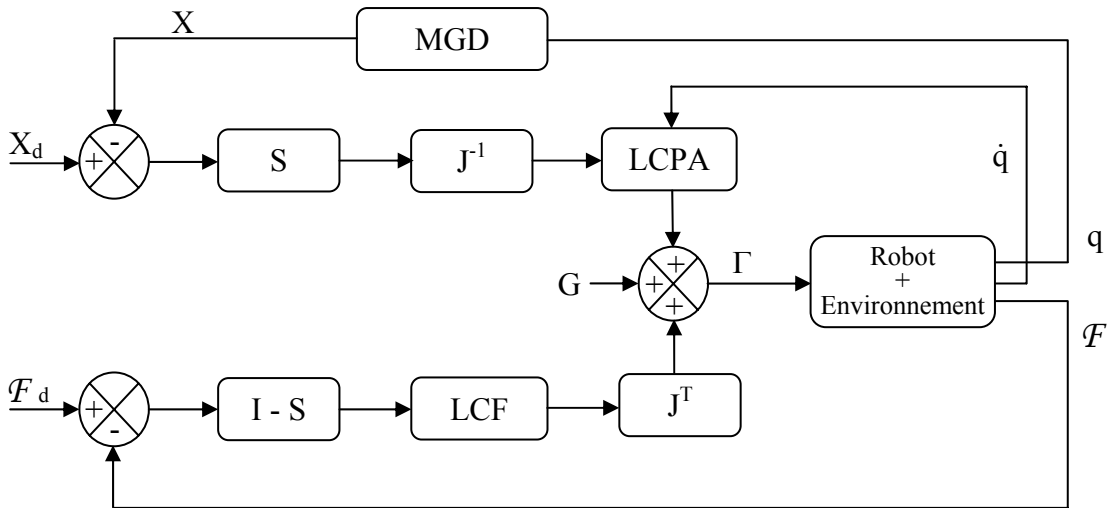 X
MGD
X_d
+
-
S
J^-1
LCPA
q̇
q
G
+
+
+
Γ
Robot
+
Environnement
ℱ
ℱ_d
+
-
I - S
LCF
J^T